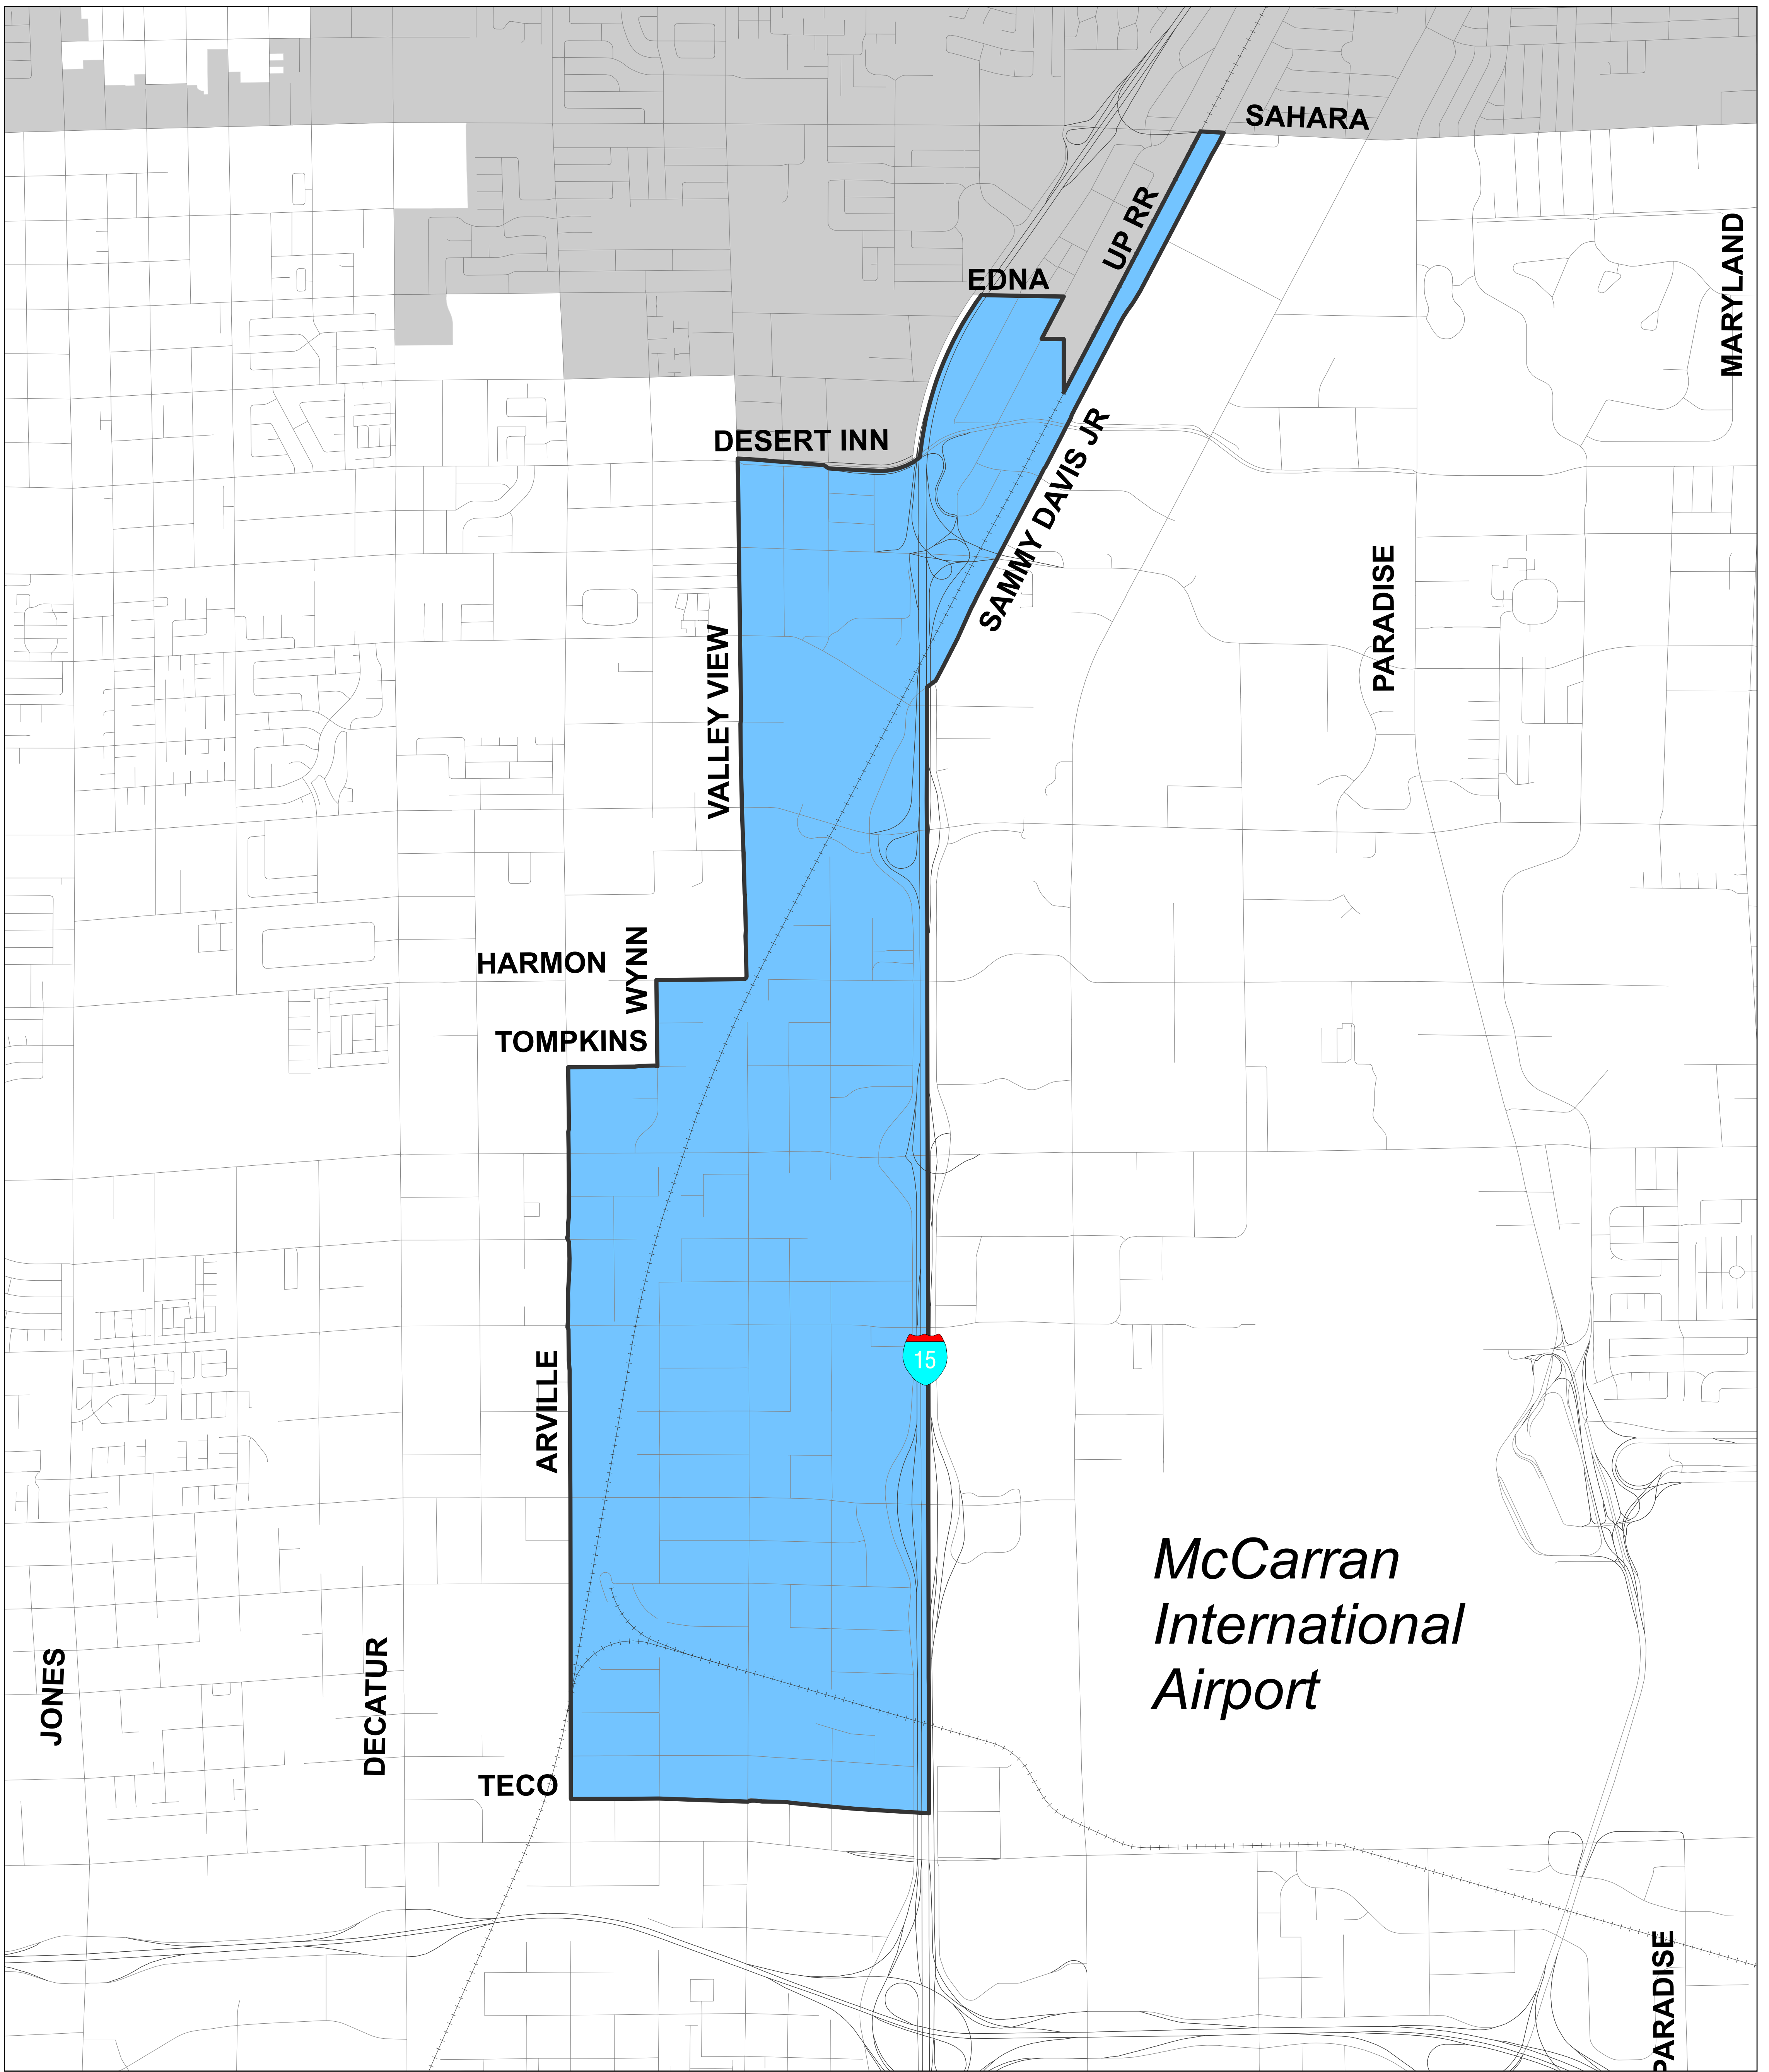 SAHARA
UP RR
MARYLAND
EDNA
DESERT INN
SAMMY DAVIS JR
PARADISE
VALLEY VIEW
HARMON
WYNN
TOMPKINS
15
ARVILLE
McCarran
International
Airport
JONES
DECATUR
TECO
PARADISE